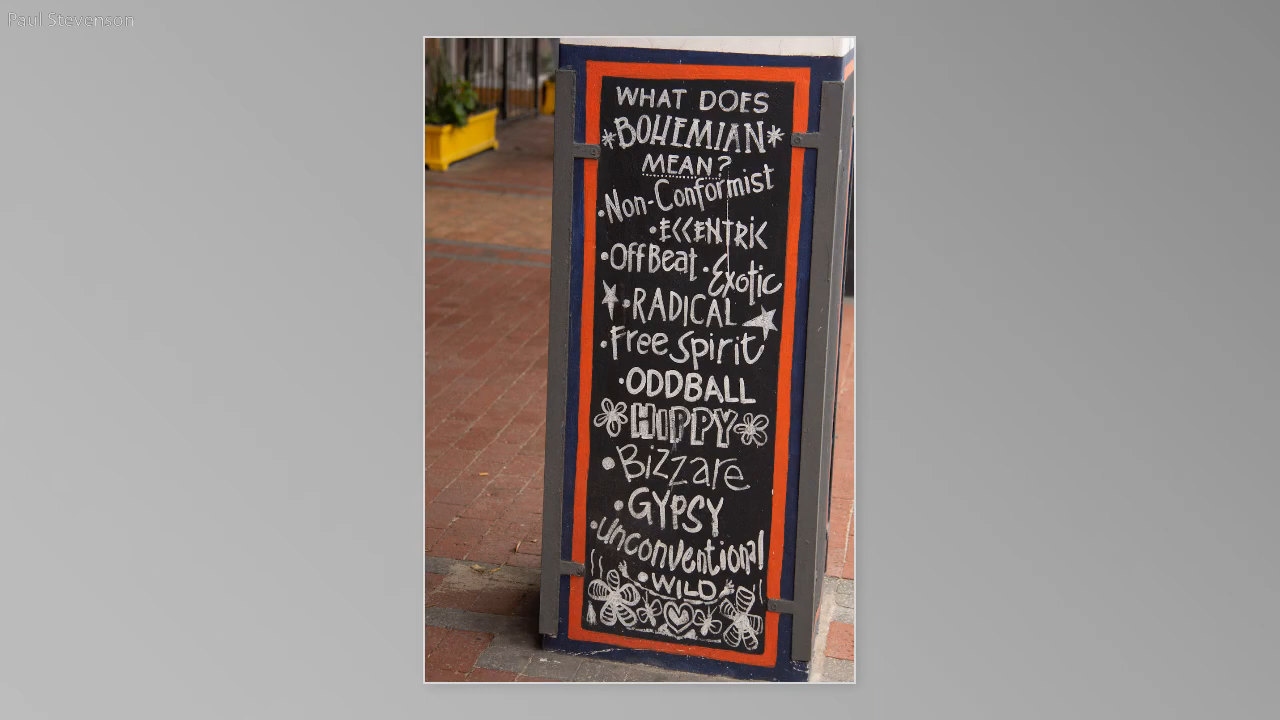 Paul Stevenson
WHAT DOES
*BOHEMIAN*
MEAN?
•Non-Conformist
•ECCENTRIC
•OffBeat •Exotic
•RADICAL
•Free Spirit
•ODDBALL
HIPPY
•Bizzare
•GYPSY
•Unconventional
•WILD